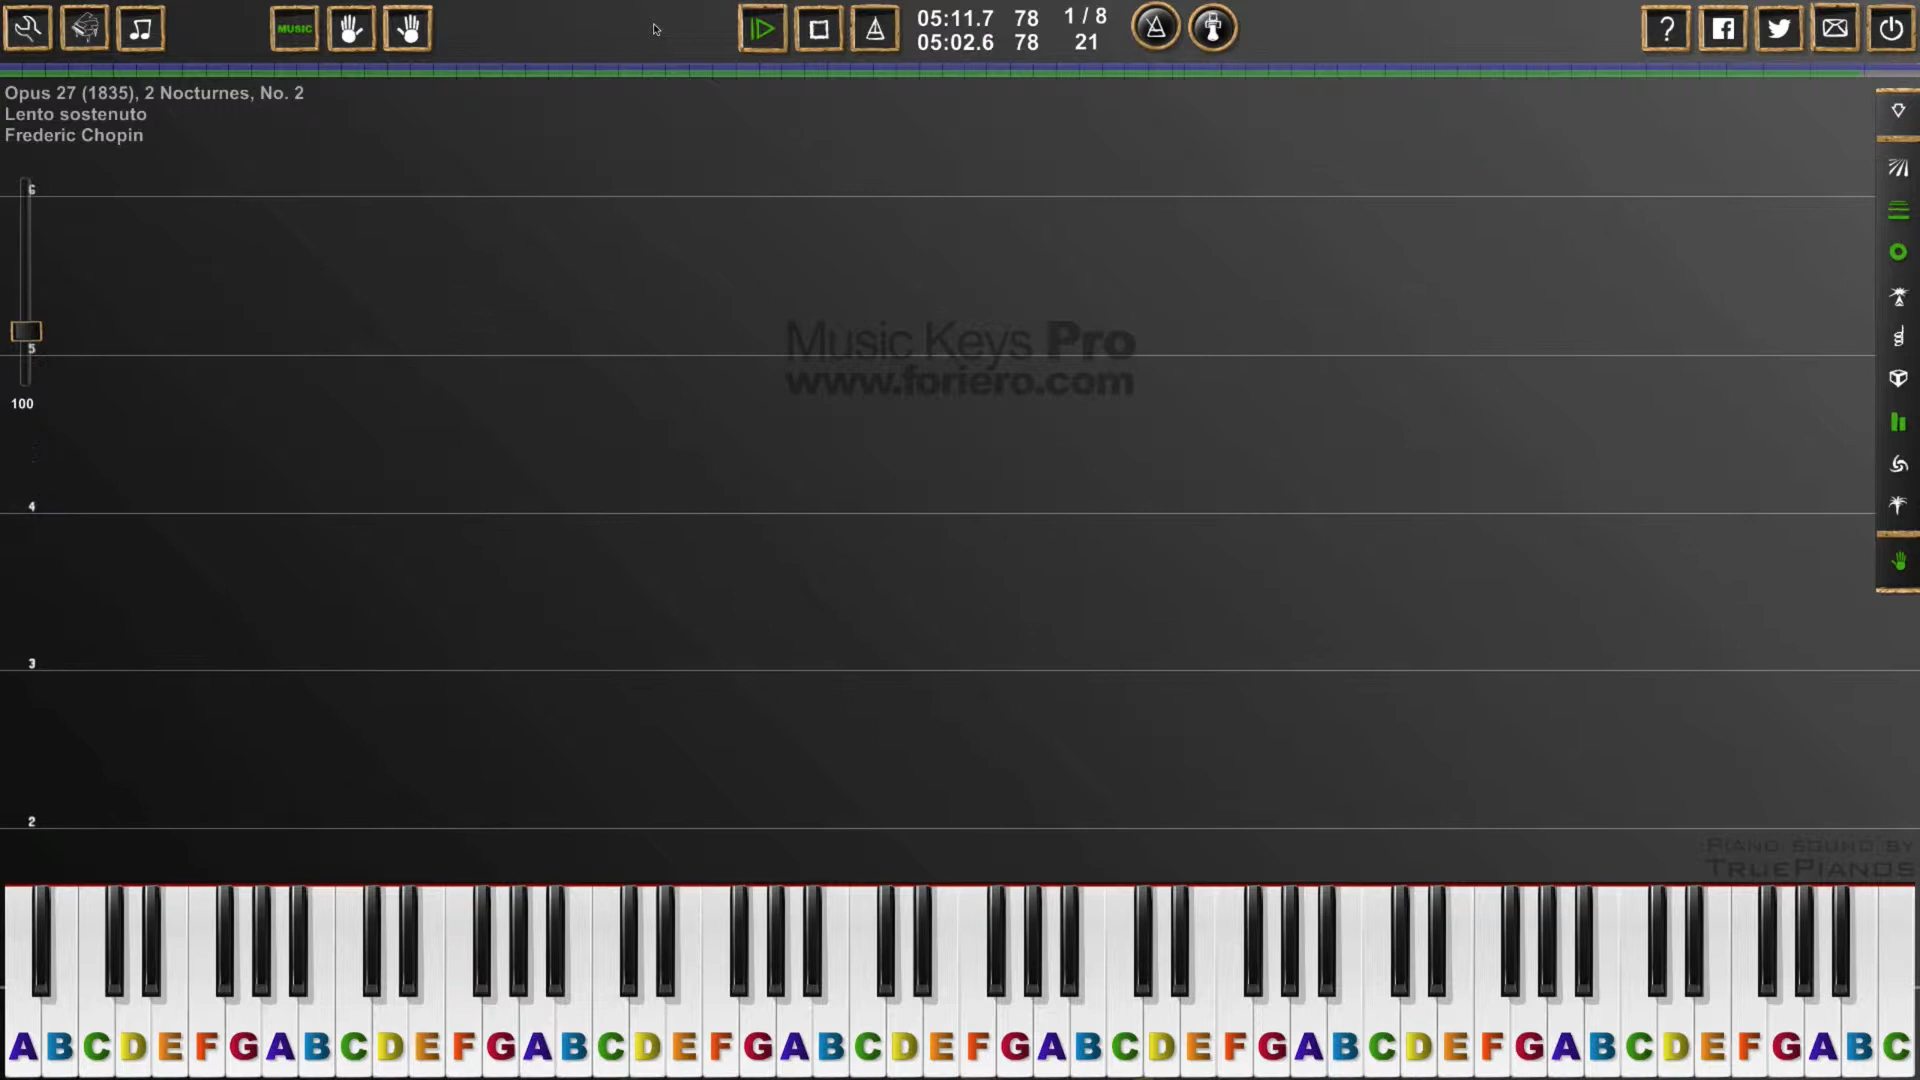 MUSIC
05:11.7 78 1 / 8
05:02.6 78 21
?
Opus 27 (1835), 2 Nocturnes, No. 2
Lento sostenuto
Frederic Chopin
6
5
100
4
3
2
Music Keys Pro
www.foriero.com
Piano sound by
TruePianos
A B C D E F G A B C D E F G A B C D E F G A B C D E F G A B C D E F G A B C D E F G A B C D E F G A B C